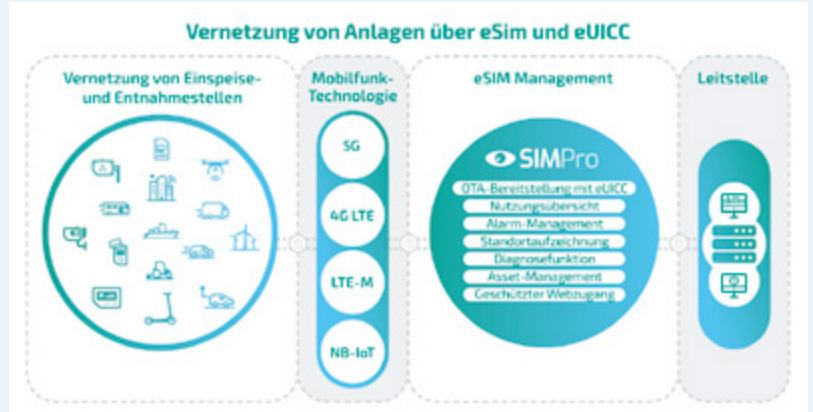 Vernetzung von Anlagen über eSim und eUICC
Vernetzung von Einspeise-
und Entnahmestellen
Mobilfunk-
Technologie
5G
4G LTE
LTE-M
NB-IoT
eSIM Management
SIMPro
OTA-Bereitstellung mit eUICC
Nutzungsübersicht
Alarm-Management
Standortaufzeichnung
Diagnosefunktion
Asset-Management
Geschützter Webzugang
Leitstelle